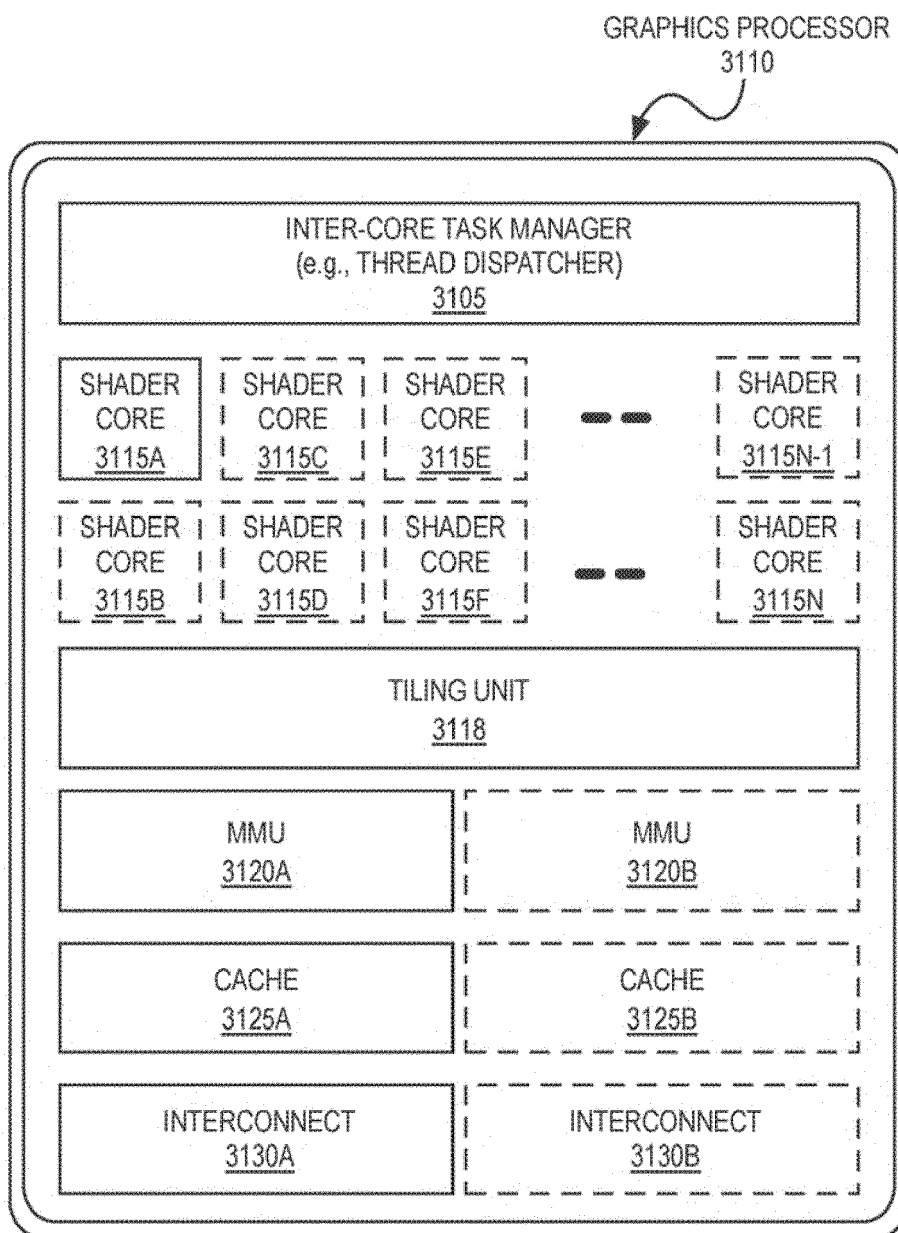 GRAPHICS PROCESSOR
3110
INTER-CORE TASK MANAGER
(e.g., THREAD DISPATCHER)
3105
SHADER CORE 3115A
SHADER CORE 3115C
SHADER CORE 3115E
SHADER CORE 3115N-1
SHADER CORE 3115B
SHADER CORE 3115D
SHADER CORE 3115F
SHADER CORE 3115N
TILING UNIT
3118
MMU
3120A
MMU
3120B
CACHE
3125A
CACHE
3125B
INTERCONNECT
3130A
INTERCONNECT
3130B